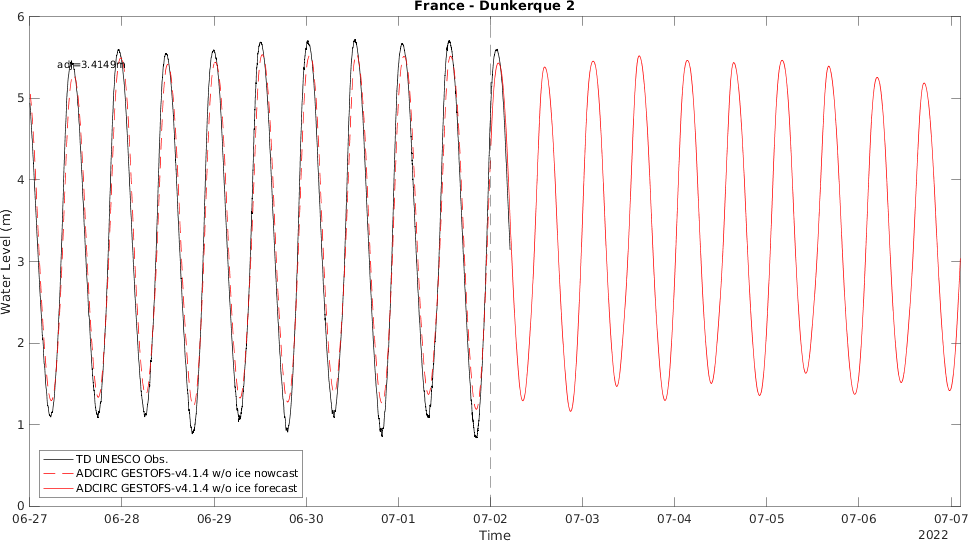 France - Dunkerque 2
6
adj=3.4149m
5
4
3
2
1
0
Water Level (m)
TD UNESCO Obs.
ADCIRC GESTOFS-v4.1.4 w/o ice nowcast
ADCIRC GESTOFS-v4.1.4 w/o ice forecast
06-27 06-28 06-29 06-30 07-01 07-02 07-03 07-04 07-05 07-06 07-07
Time
2022